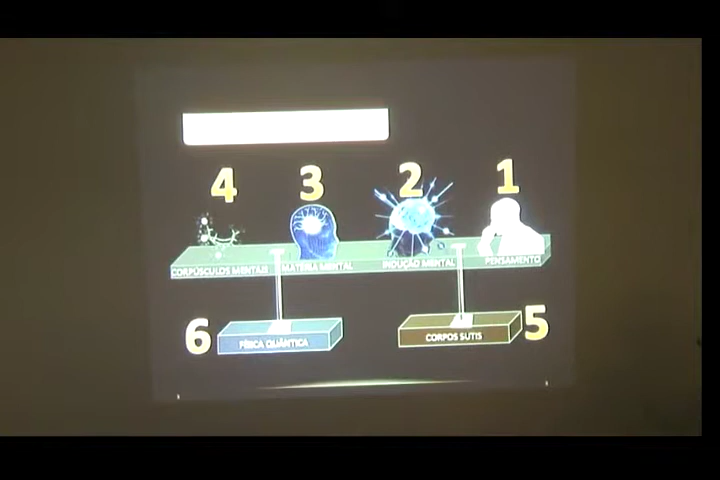 4 3 2 1
CORPÚSCULOS MENTAIS MATÉRIA MENTAL INDUÇÃO MENTAL PENSAMENTO
6 FÍSICA QUÂNTICA CORPOS SUTIS 5